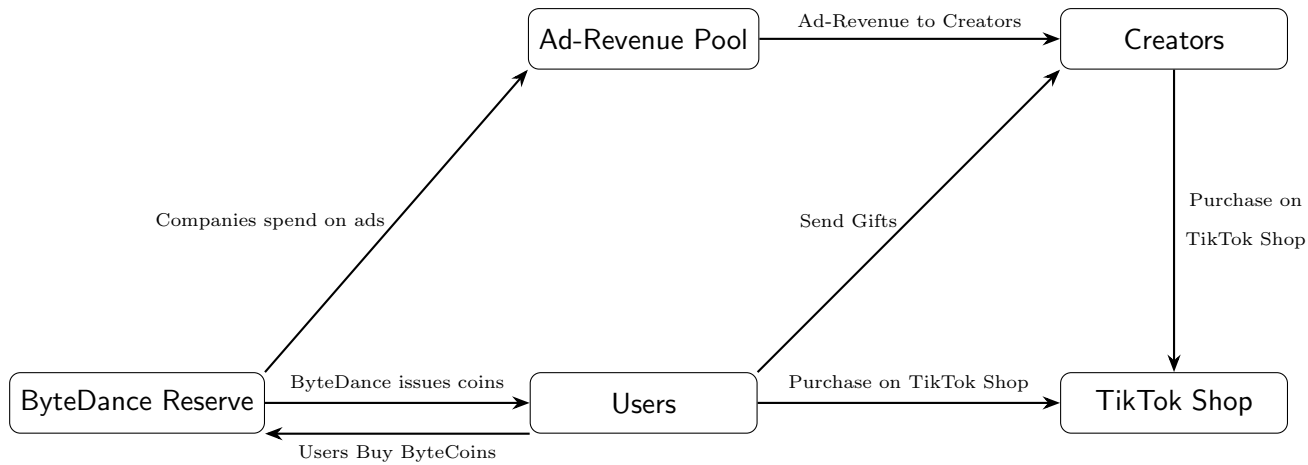 Ad-Revenue Pool
Ad-Revenue to Creators
Creators
Companies spend on ads
Send Gifts
Purchase on
TikTok Shop
ByteDance Reserve
ByteDance issues coins
Users
Purchase on TikTok Shop
TikTok Shop
Users Buy ByteCoins